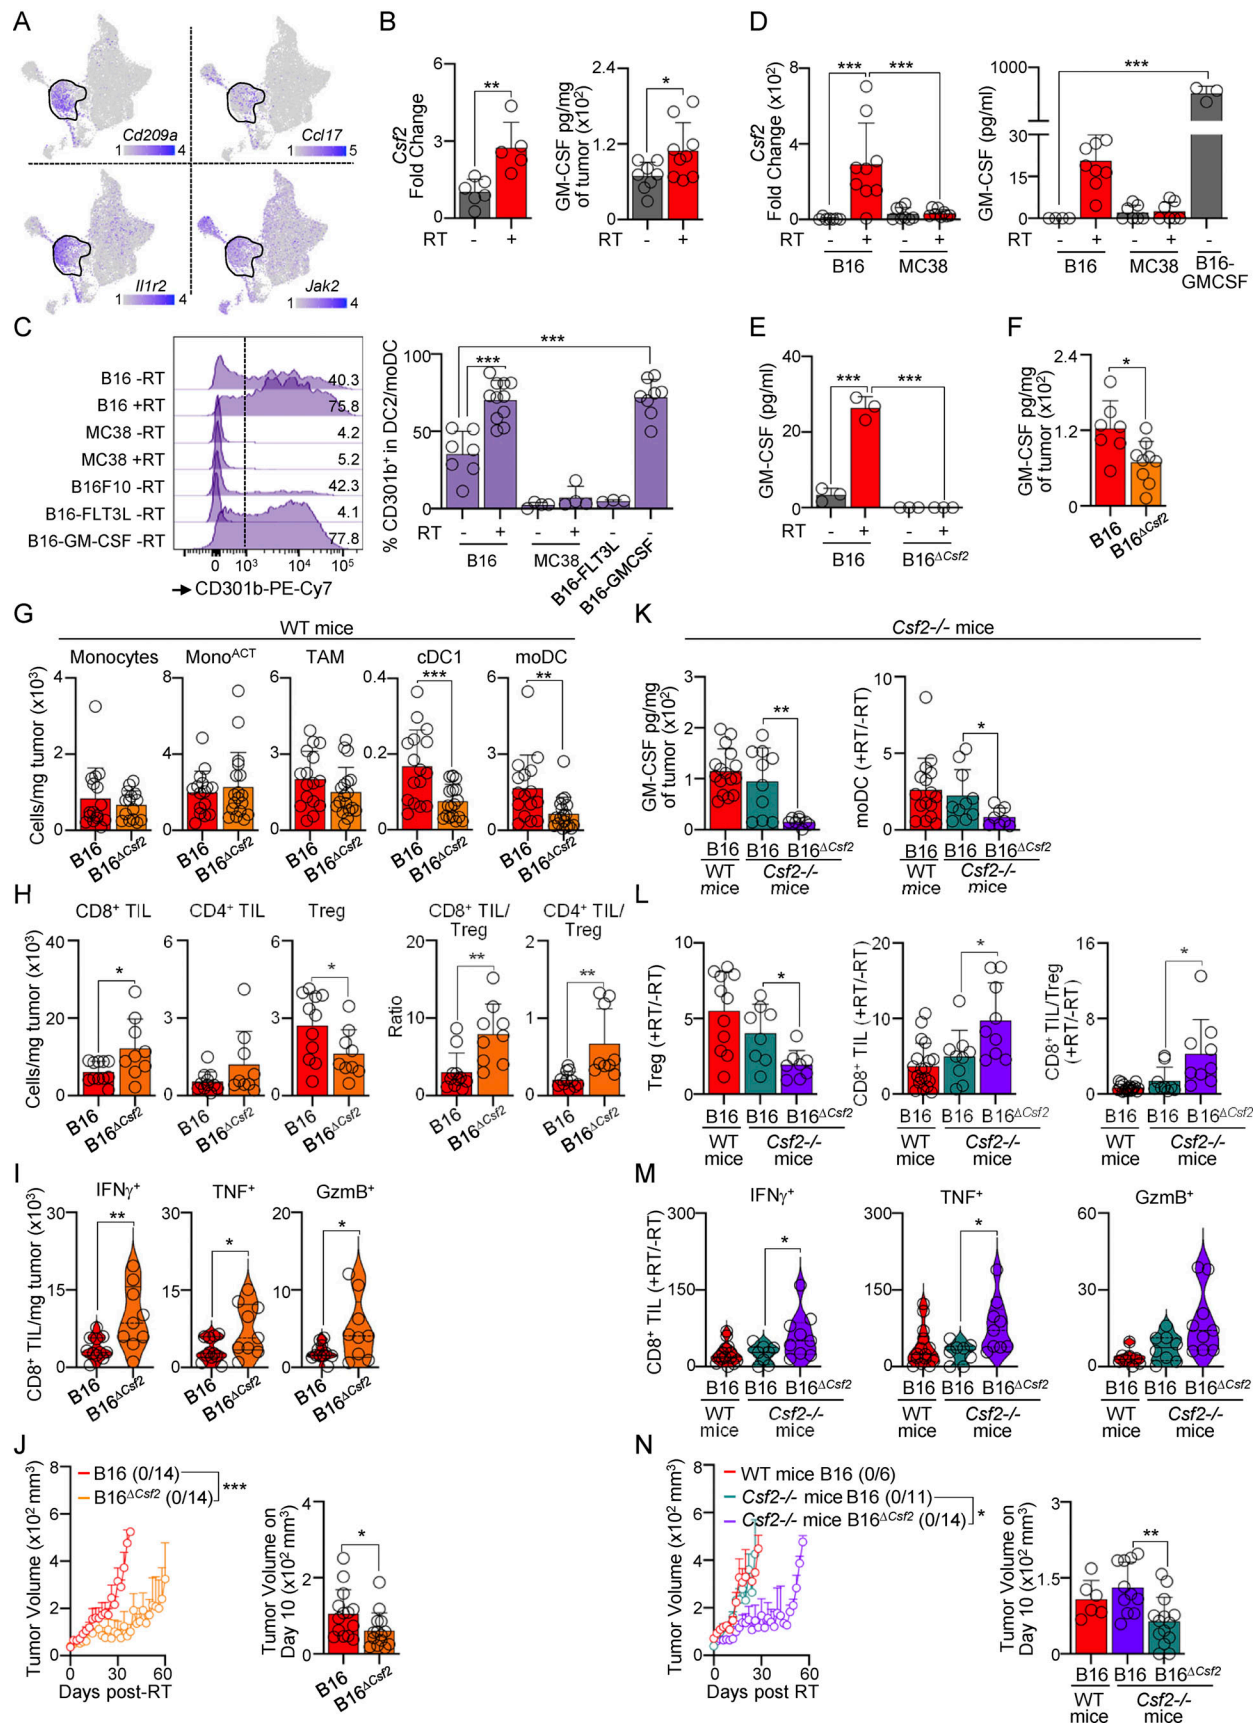 A
Cd209a
1 4
Ccl17
1 5
Il1r2
1 4
Jak2
1 4
B
Csf2
Fold Change
6
3
0
**
RT - +
GM-CSF pg/mg
of tumor (x10²)
2.4
1.2
0
*
RT - +
D
Csf2
Fold Change (x10²)
8
6
4
2
0
*** ***
RT - + - +
B16 MC38
GM-CSF (pg/ml)
1000
30
15
0
***
RT - + - + -
B16 MC38 B16-
GMCSF
C
B16 -RT 40.3
B16 +RT 75.8
MC38 -RT 4.2
MC38 +RT 5.2
B16F10 -RT 42.3
B16-FLT3L -RT 4.1
B16-GM-CSF -RT 77.8
0 10³ 10⁴ 10⁵
CD301b-PE-Cy7
% CD301b⁺ in DC2/moDC
100
50
0
***
***
RT - + - + - -
B16 MC38 B16-FLT3L B16-GMCSF
E
GM-CSF (pg/ml)
40
20
0
*** ***
RT - + - +
B16 B16ΔCsf2
F
GM-CSF pg/mg
of tumor (x10²)
2.4
1.2
0
*
B16 B16ΔCsf2
G
WT mice
Monocytes MonoACT TAM cDC1 moDC
Cells/mg tumor (x10³)
4
2
0
8
4
0
6
3
0
0.4
0.2
0
***
4
2
0
**
B16 B16ΔCsf2 B16 B16ΔCsf2 B16 B16ΔCsf2 B16 B16ΔCsf2 B16 B16ΔCsf2
K
Csf2-/- mice
GM-CSF pg/mg
of tumor (x10²)
3
2
1
0
**
B16 B16 B16ΔCsf2
WT
mice
Csf2-/-
mice
moDC (+RT/-RT)
10
5
0
*
B16 B16 B16ΔCsf2
WT
mice
Csf2-/-
mice
H
CD8⁺ TIL CD4⁺ TIL Treg CD8⁺ TIL/
Treg
CD4⁺ TIL/
Treg
Cells/mg tumor (x10³)
40
20
0
*
6
3
0
6
3
0
*
Ratio
20
10
0
**
2
1
0
**
B16 B16ΔCsf2 B16 B16ΔCsf2 B16 B16ΔCsf2 B16 B16ΔCsf2 B16 B16ΔCsf2
L
Treg (+RT/-RT)
10
5
0
*
B16 B16 B16ΔCsf2
WT
mice
Csf2-/-
mice
CD8⁺ TIL (+RT/-RT)
20
10
0
*
B16 B16 B16ΔCsf2
WT
mice
Csf2-/-
mice
CD8⁺ TIL/Treg
(+RT/-RT)
16
8
0
*
B16 B16 B16ΔCsf2
WT
mice
Csf2-/-
mice
I
IFNγ⁺ TNF⁺ GzmB⁺
CD8⁺ TIL/mg tumor (x10³)
30
15
0
**
20
10
0
*
20
10
0
*
B16 B16ΔCsf2 B16 B16ΔCsf2 B16 B16ΔCsf2
M
IFNγ⁺ TNF⁺ GzmB⁺
CD8⁺ TIL (+RT/-RT)
300
150
0
*
300
150
0
*
60
30
0
B16 B16 B16ΔCsf2 B16 B16 B16ΔCsf2 B16 B16 B16ΔCsf2
WT
mice
Csf2-/-
mice
WT
mice
Csf2-/-
mice
WT
mice
Csf2-/-
mice
J
Tumor Volume (x10² mm³)
8
6
4
2
0
B16 (0/14)
B16ΔCsf2 (0/14)
***
0 30 60
Days post-RT
Tumor Volume on
Day 10 (x10² mm³)
4
2
0
*
B16 B16ΔCsf2
N
Tumor Volume (x10² mm³)
8
6
4
2
0
WT mice B16 (0/6)
Csf2-/- mice B16 (0/11)
Csf2-/- mice B16ΔCsf2 (0/14)
*
0 30 60
Days post RT
Tumor Volume on
Day 10 (x10² mm³)
3
1.5
0
**
B16 B16 B16ΔCsf2
WT
mice
Csf2-/-
mice